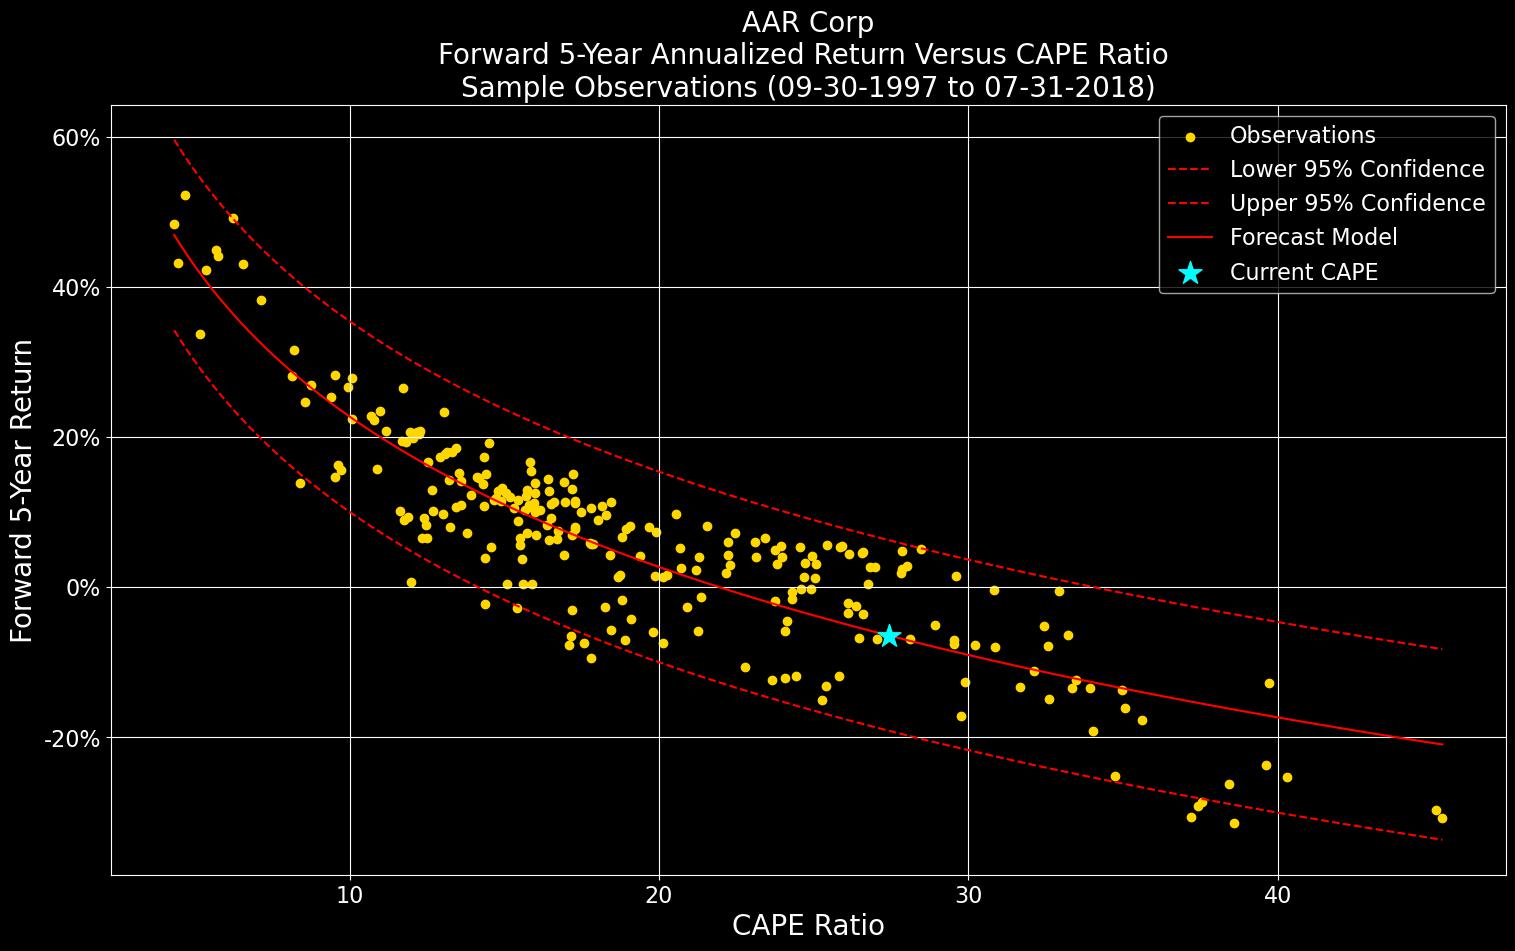 AAR Corp
Forward 5-Year Annualized Return Versus CAPE Ratio
Sample Observations (09-30-1997 to 07-31-2018)
Observations
Lower 95% Confidence
Upper 95% Confidence
Forecast Model
Current CAPE
Forward 5-Year Return
60%
40%
20%
0%
-20%
10
20
30
40
CAPE Ratio